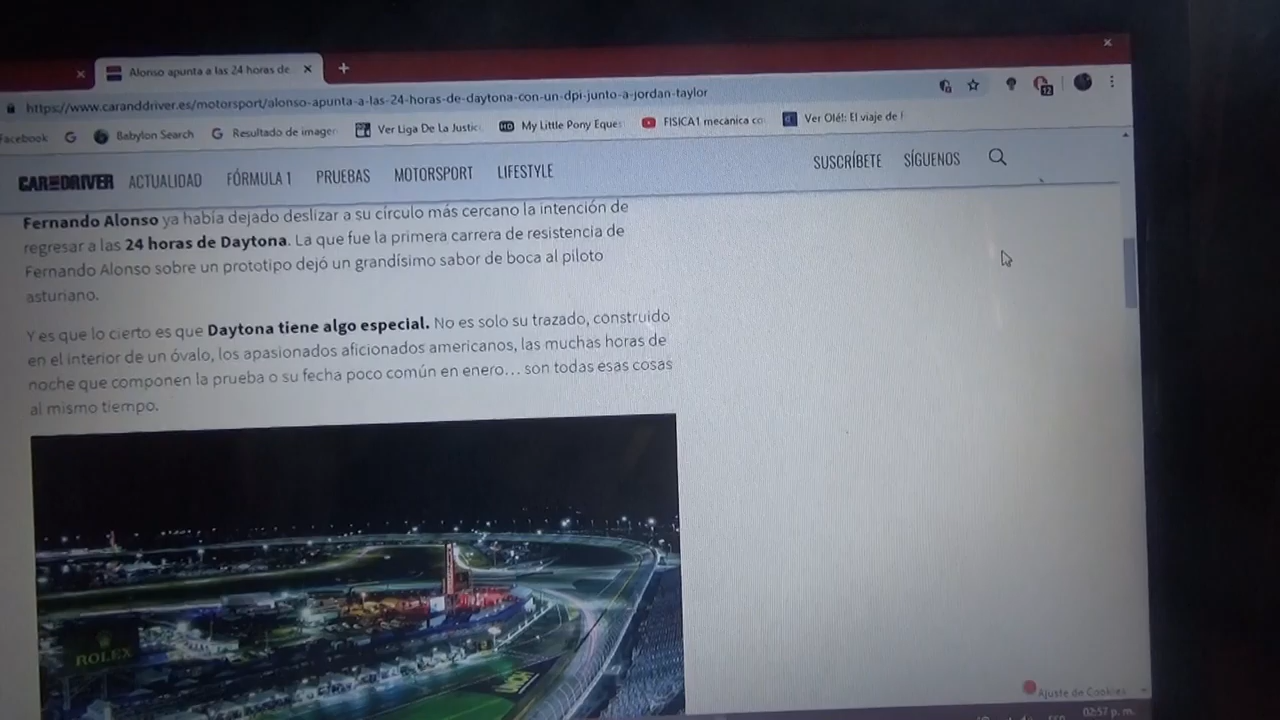 Alonso apunta a las 24 horas de
https://www.caranddriver.es/motorsport/alonso-apunta-a-las-24-horas-de-daytona-con-un-dpi-junto-a-jordan-taylor
12
Facebook
Babylon Search
Resultado de imagen
Ver Liga De La Justic
My Little Pony Eques
FISICA1 mecanica co
Ver Olé!: El viaje de
CAR AND DRIVER ACTUALIDAD FÓRMULA 1 PRUEBAS MOTORSPORT LIFESTYLE SUSCRÍBETE SÍGUENOS
Fernando Alonso ya había dejado deslizar a su círculo más cercano la intención de
regresar a las 24 horas de Daytona. La que fue la primera carrera de resistencia de
Fernando Alonso sobre un prototipo dejó un grandísimo sabor de boca al piloto
asturiano.
Y es que lo cierto es que Daytona tiene algo especial. No es solo su trazado, construido
en el interior de un óvalo, los apasionados aficionados americanos, las muchas horas de
noche que componen la prueba o su fecha poco común en enero... son todas esas cosas
al mismo tiempo.
ROLEX
Ajuste de Cookies
02:57 p. m.